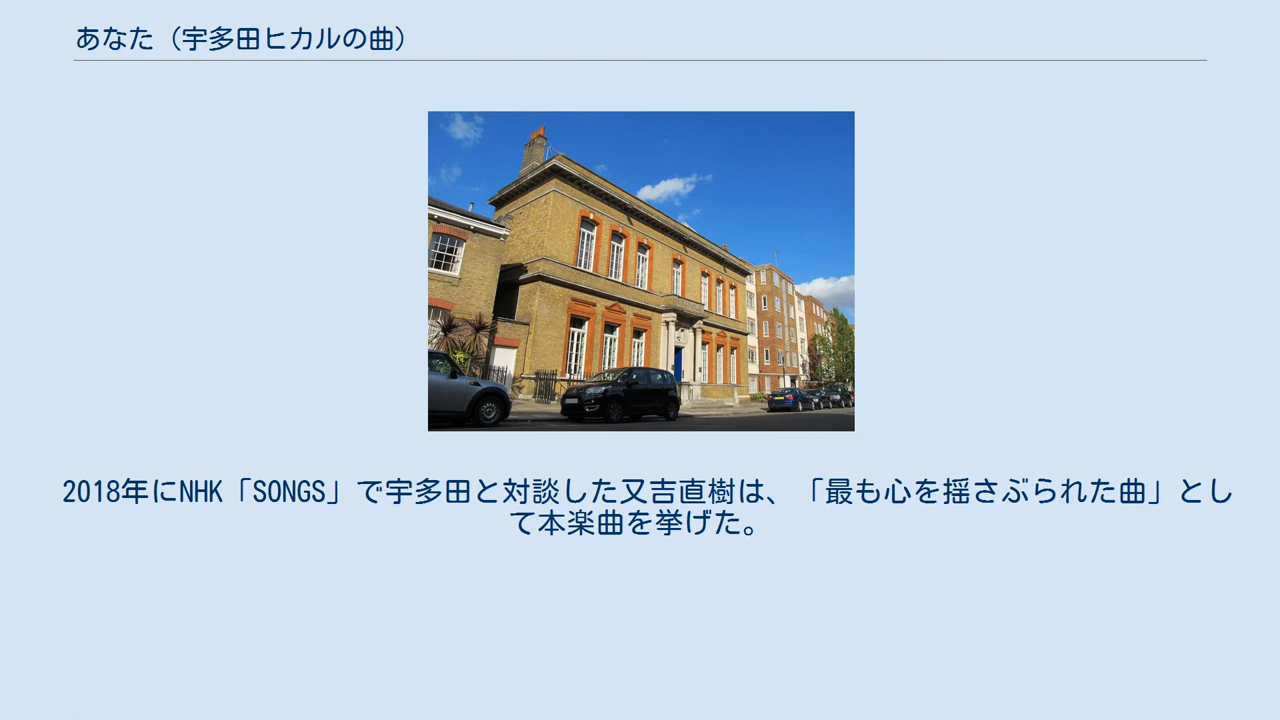 あなた（宇多田ヒカルの曲）
2018年にNHK「SONGS」で宇多田と対談した又吉直樹は、「最も心を揺さぶられた曲」とし
て本楽曲を挙げた。